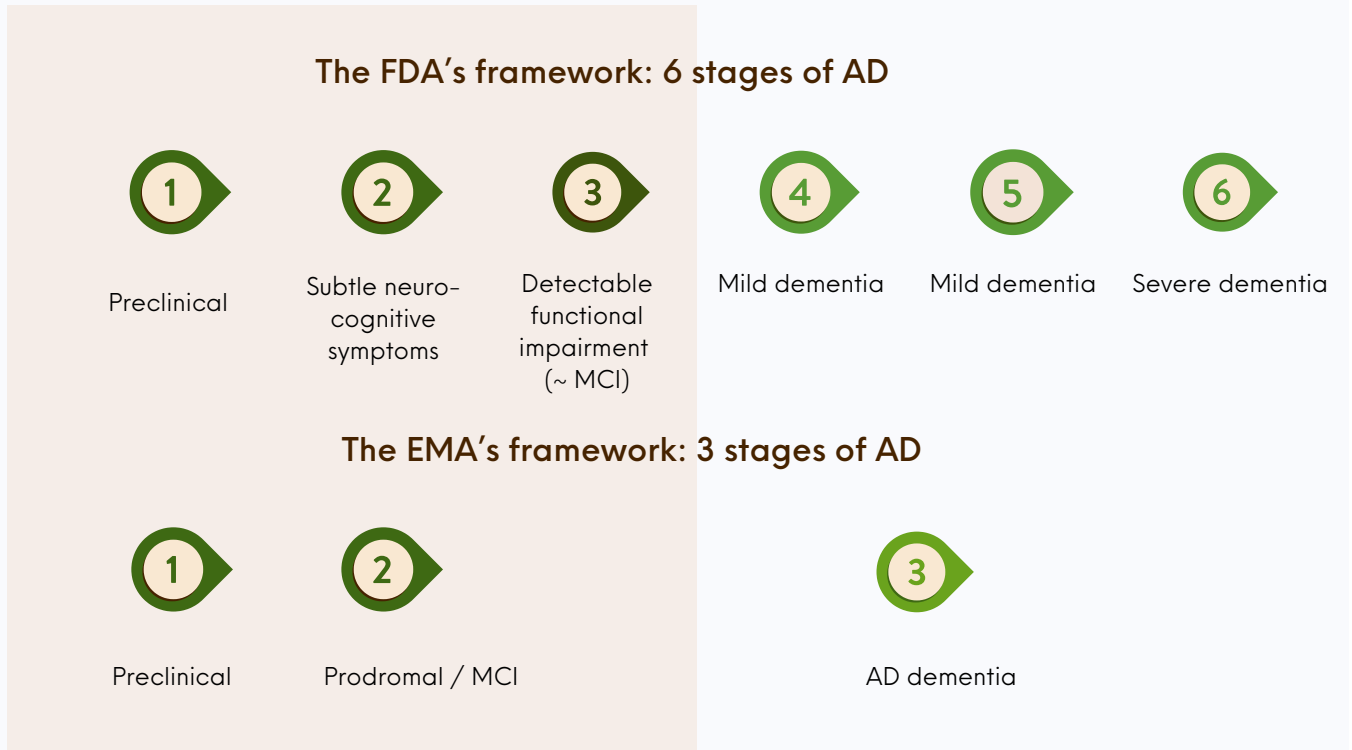 The FDA’s framework: 6 stages of AD
1
2
3
4
5
6
Preclinical
Subtle neuro-
cognitive
symptoms
Detectable
functional
impairment
(~ MCI)
Mild dementia
Mild dementia
Severe dementia
The EMA’s framework: 3 stages of AD
1
2
3
Preclinical
Prodromal / MCI
AD dementia